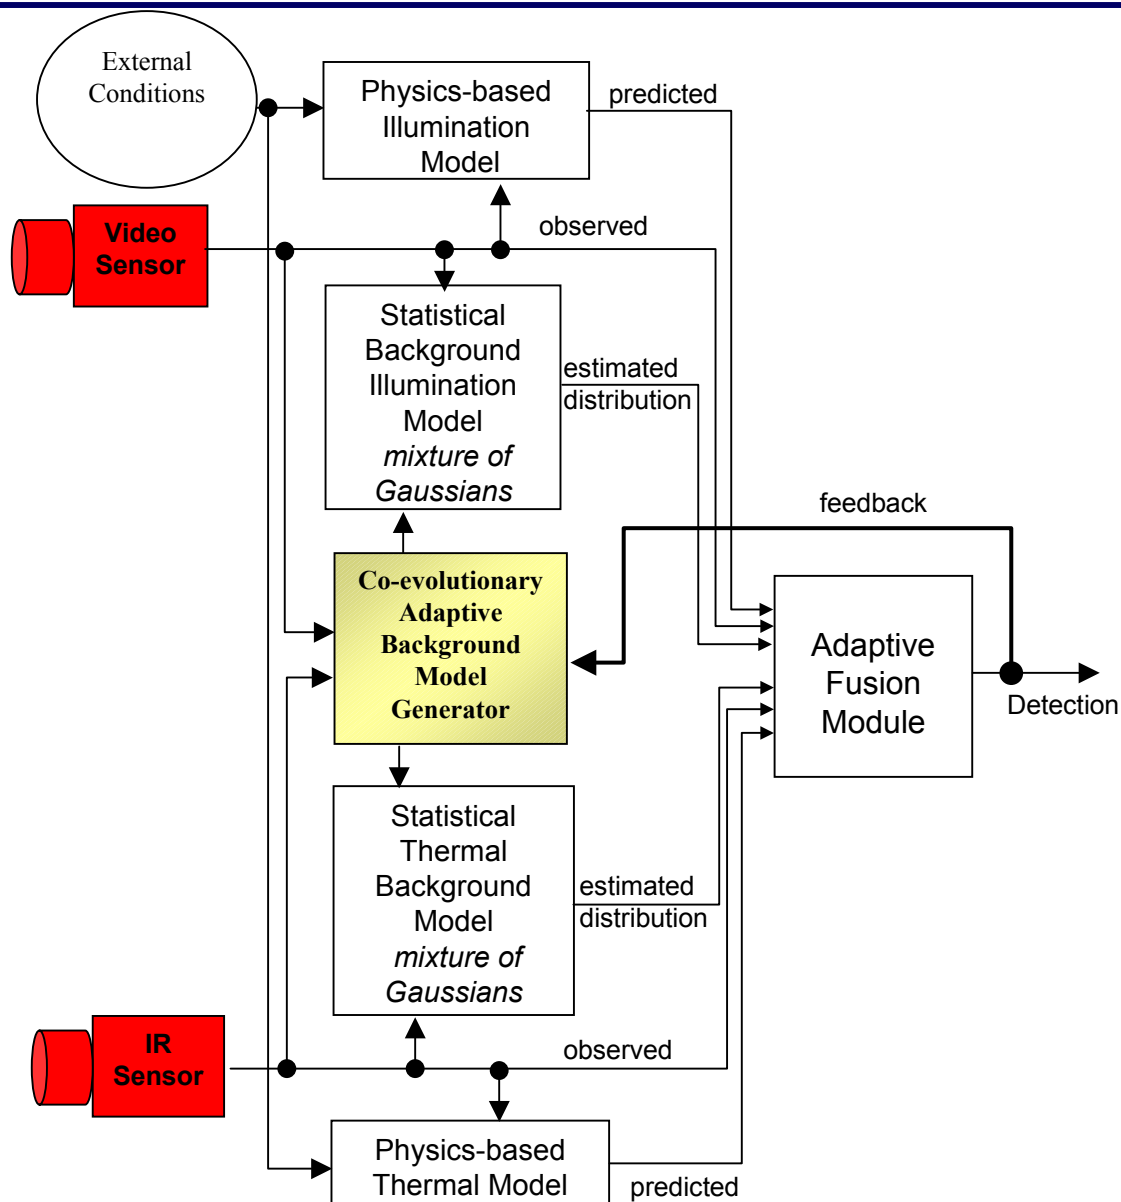 External
Conditions
Physics-based
Illumination
Model
predicted
Video
Sensor
observed
Statistical
Background
Illumination
Model
mixture of
Gaussians
estimated
distribution
feedback
Co-evolutionary
Adaptive
Background
Model
Generator
Adaptive
Fusion
Module
Detection
Statistical
Thermal
Background
Model
mixture of
Gaussians
estimated
distribution
IR
Sensor
observed
Physics-based
Thermal Model
predicted